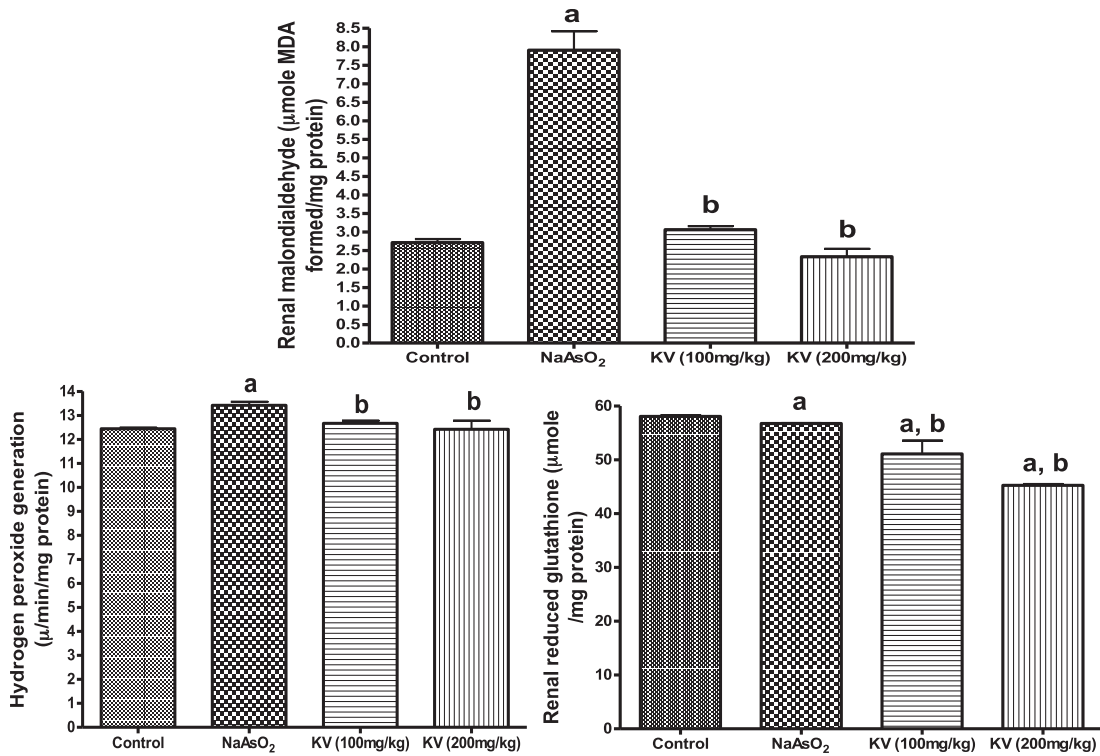 Renal malondialdehyde (μmole MDA
formed/mg protein)
8.5
8.0
7.5
7.0
6.5
6.0
5.5
5.0
4.5
4.0
3.5
3.0
2.5
2.0
1.5
1.0
0.5
0.0
a
b
b
Control
NaAsO₂
KV (100mg/kg)
KV (200mg/kg)
Hydrogen peroxide generation
(μ/min/mg protein)
14
13
12
11
10
9
8
7
6
5
4
3
2
1
0
a
b
b
Control
NaAsO₂
KV (100mg/kg)
KV (200mg/kg)
Renal reduced glutathione (μmole
/mg protein)
60
50
40
30
20
10
0
a
a, b
a, b
Control
NaAsO₂
KV (100mg/kg)
KV (200mg/kg)